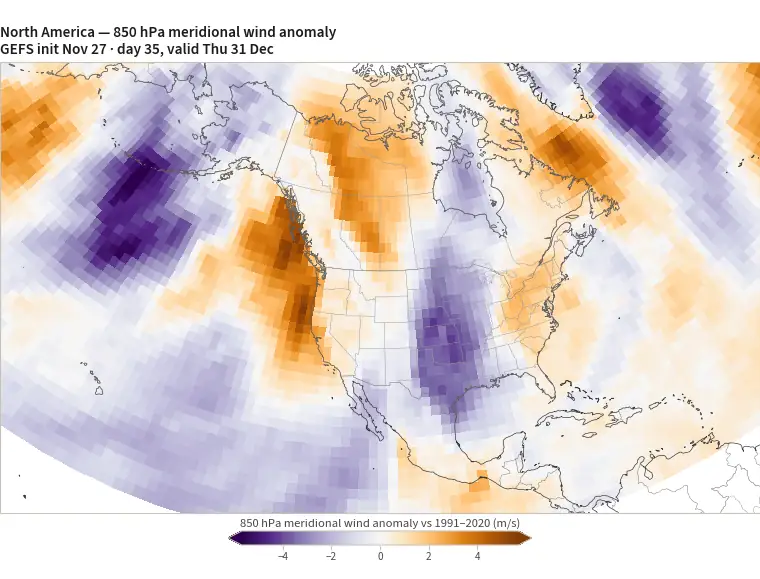 North America — 850 hPa meridional wind anomaly
GEFS init Nov 27 · day 35, valid Thu 31 Dec
850 hPa meridional wind anomaly vs 1991–2020 (m/s)
−4 −2 0 2 4